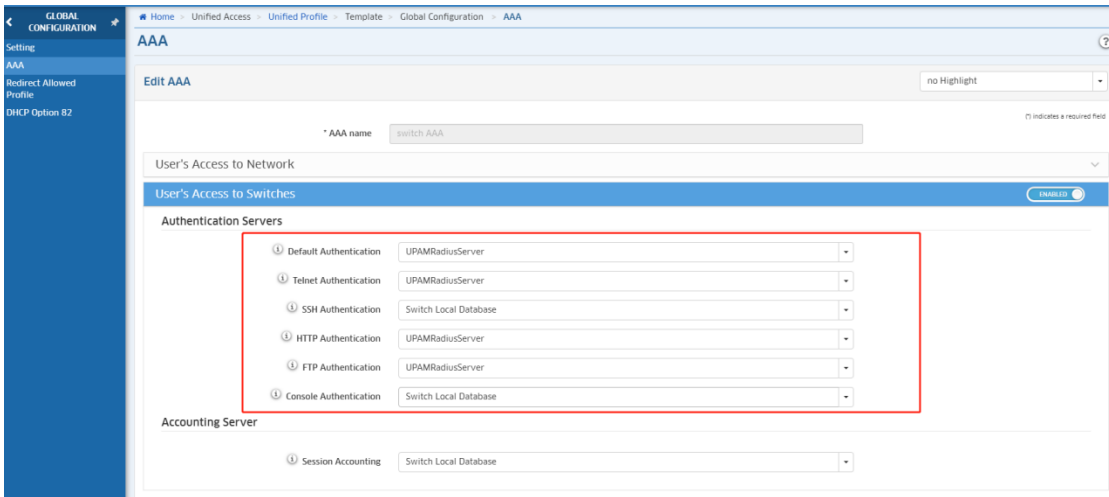 GLOBAL
CONFIGURATION
Setting
AAA
Redirect Allowed
Profile
DHCP Option 82
Home > Unified Access > Unified Profile > Template > Global Configuration > AAA
AAA
?
Edit AAA
no Highlight
(*) indicates a required field
* AAA name switch AAA
User's Access to Network
User's Access to Switches ENABLED
Authentication Servers
Default Authentication UPAMRadiusServer
Telnet Authentication UPAMRadiusServer
SSH Authentication Switch Local Database
HTTP Authentication UPAMRadiusServer
FTP Authentication UPAMRadiusServer
Console Authentication Switch Local Database
Accounting Server
Session Accounting Switch Local Database